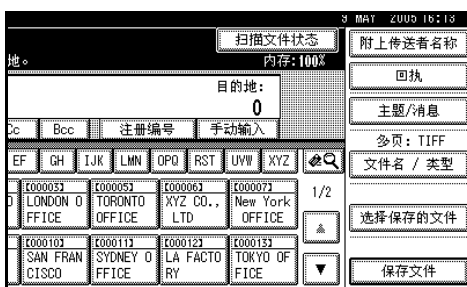 9 MAY 2005 16:13
扫描文件状态
附上传送者名称
地。
内存:100%
回执
目的地:
0
主题/消息
Cc Bcc 注册编号 手动输入
多页: TIFF
EF GH IJK LMN OPQ RST UVW XYZ
文件名 / 类型
[00003] [00005] [00006] [00007]
LONDON O TORONTO XYZ CO., New York
FFICE OFFICE LTD OFFICE
1/2
选择保存的文件
[00010] [00011] [00012] [00013]
SAN FRAN SYDNEY O LA FACTO TOKYO OF
CISCO FFICE RY FICE
保存文件